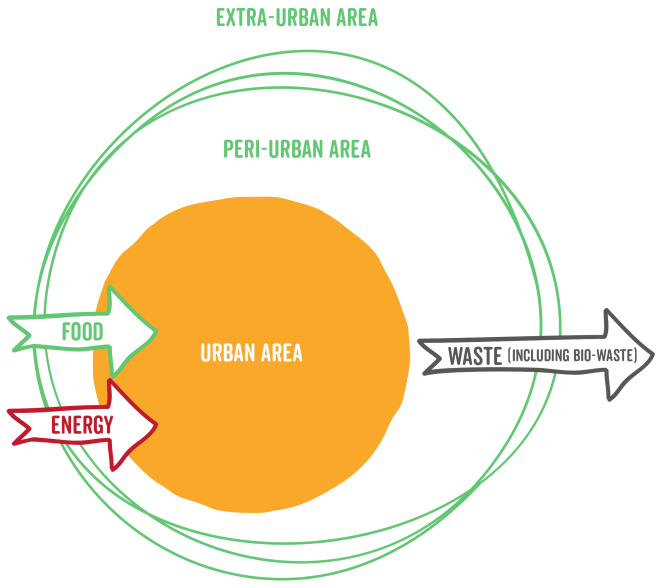 EXTRA-URBAN AREA
PERI-URBAN AREA
FOOD
URBAN AREA
WASTE (INCLUDING BIO-WASTE)
ENERGY